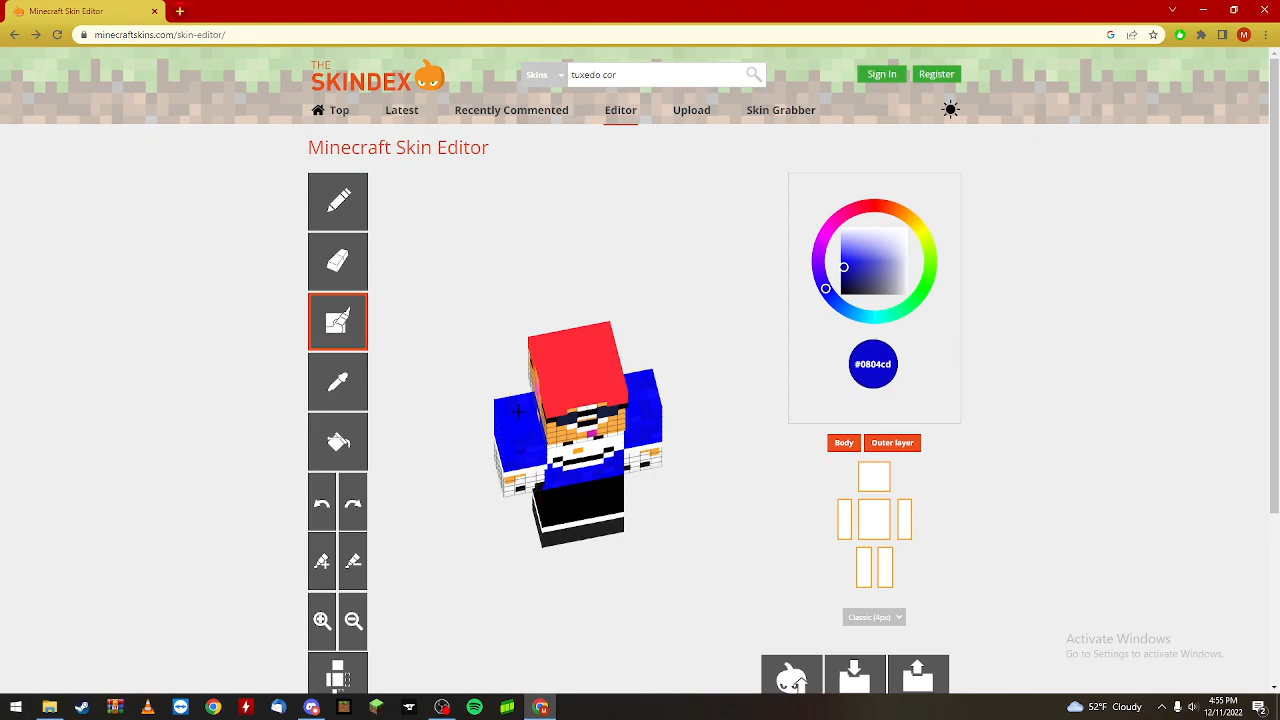 Minecraft Skin Editor
minecraftskins.com/skin-editor/
M
THE
SKINDEX
Skins
tuxedo cor
Sign In
Register
Top
Latest
Recently Commented
Editor
Upload
Skin Grabber
Minecraft Skin Editor
#0804cd
Body
Outer layer
Classic (4px)
Activate Windows
Go to Settings to activate Windows.
52°F Cloudy
4:55 PM
12/11/2022